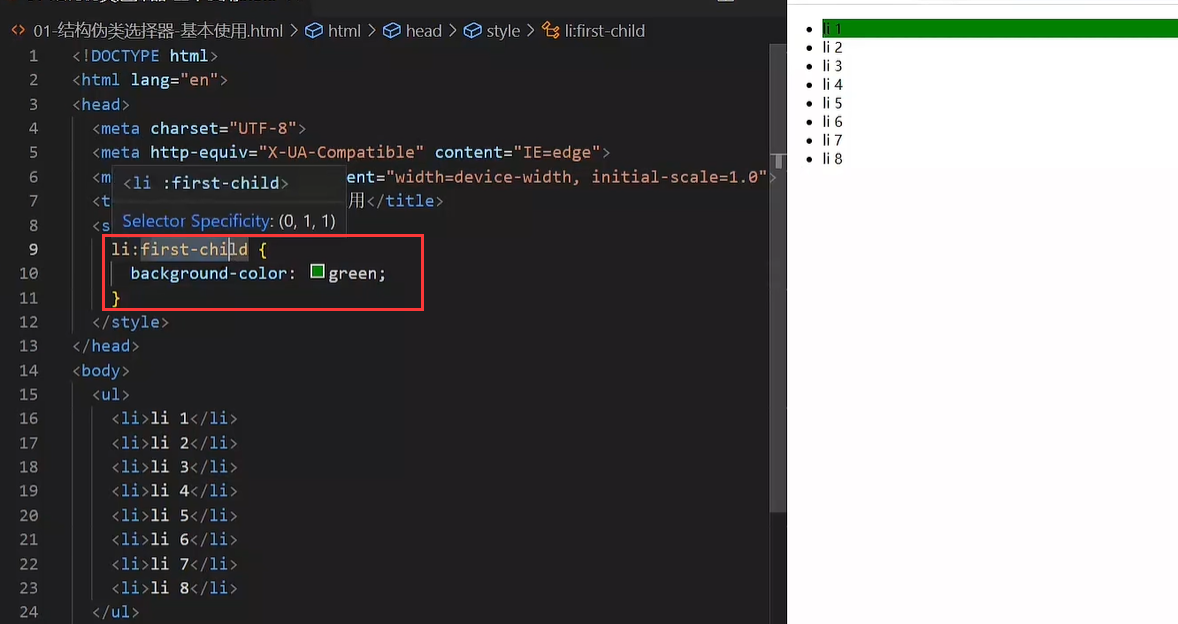 01-结构伪类选择器-基本使用.html > html > head > style > li:first-child
1 <!DOCTYPE html>
2 <html lang="en">
3 <head>
4 <meta charset="UTF-8">
5 <meta http-equiv="X-UA-Compatible" content="IE=edge">
6 <m ent="width=device-width, initial-scale=1.0">
<li :first-child>
7 <t 用</title>
8 <s
Selector Specificity: (0, 1, 1)
9 li:first-child {
10 background-color: green;
11 }
12 </style>
13 </head>
14 <body>
15 <ul>
16 <li>li 1</li>
17 <li>li 2</li>
18 <li>li 3</li>
19 <li>li 4</li>
20 <li>li 5</li>
21 <li>li 6</li>
22 <li>li 7</li>
23 <li>li 8</li>
24 </ul>
li 1
li 2
li 3
li 4
li 5
li 6
li 7
li 8